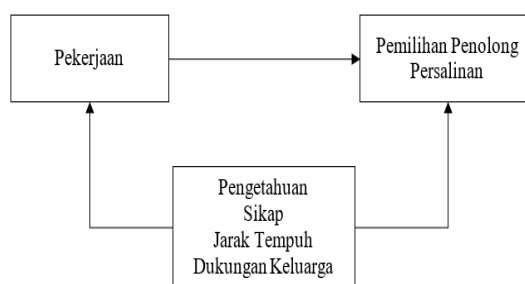 Pekerjaan
Pemilihan Penolong
Persalinan
Pengetahuan
Sikap
Jarak Tempuh
Dukungan Keluarga